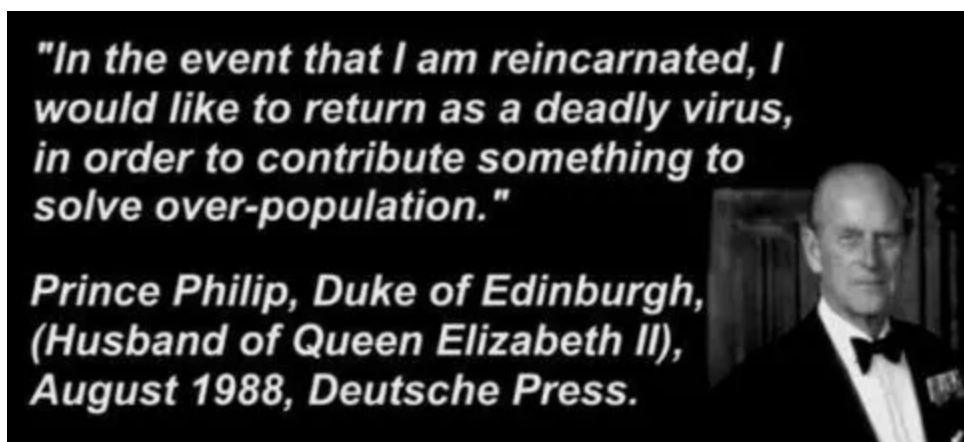 "In the event that I am reincarnated, I
would like to return as a deadly virus,
in order to contribute something to
solve over-population."
Prince Philip, Duke of Edinburgh,
(Husband of Queen Elizabeth II),
August 1988, Deutsche Press.